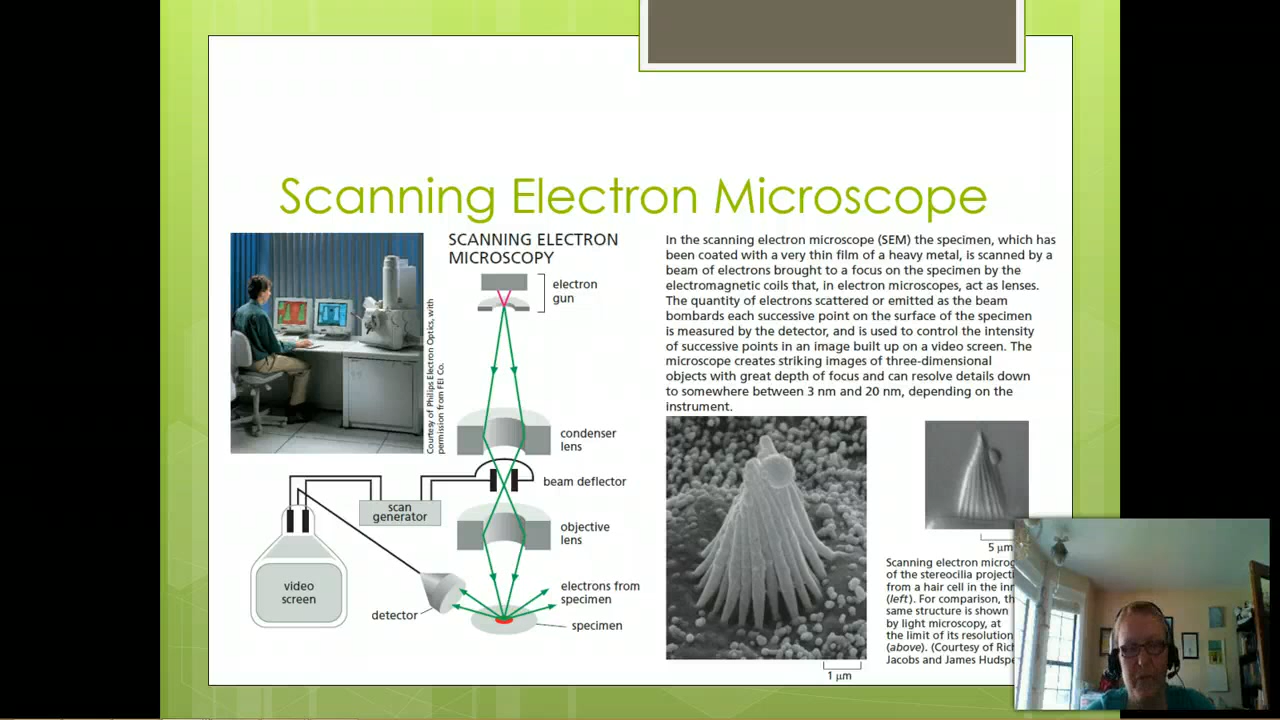 Scanning Electron Microscope
SCANNING ELECTRON
MICROSCOPY
electron
gun
condenser
lens
beam deflector
scan
generator
objective
lens
video
screen
detector
electrons from
specimen
specimen
Courtesy of Philips Electron Optics, with
permission from FEI Co.
In the scanning electron microscope (SEM) the specimen, which has
been coated with a very thin film of a heavy metal, is scanned by a
beam of electrons brought to a focus on the specimen by the
electromagnetic coils that, in electron microscopes, act as lenses.
The quantity of electrons scattered or emitted as the beam
bombards each successive point on the surface of the specimen
is measured by the detector, and is used to control the intensity
of successive points in an image built up on a video screen. The
microscope creates striking images of three-dimensional
objects with great depth of focus and can resolve details down
to somewhere between 3 nm and 20 nm, depending on the
instrument.
1 µm
5 µm
Scanning electron
of the stereocilia
from a hair cell in the
(left). For comparison,
same structure is shown
by light microscopy, at
the limit of its resolution
(above). (Courtesy of
Jacobs and James